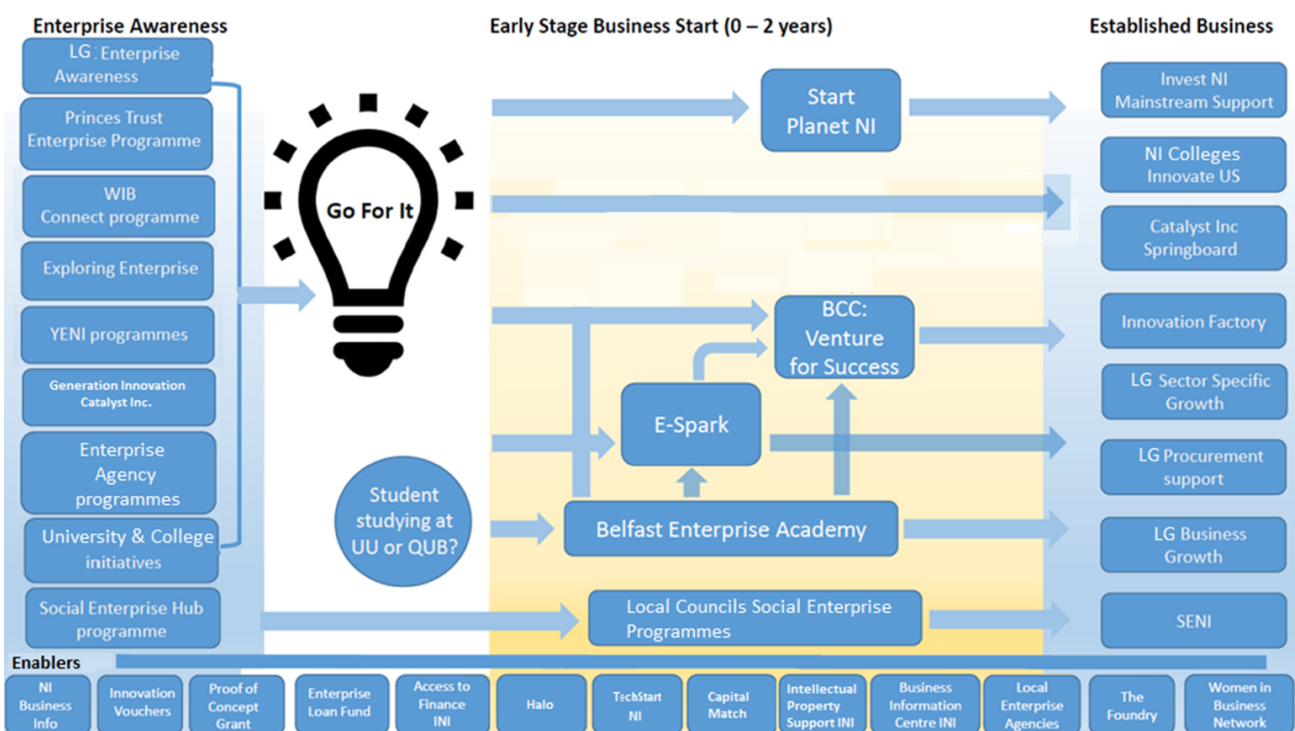 Enterprise Awareness
LG : Enterprise
Awareness
Princes Trust
Enterprise Programme
WIB
Connect programme
Exploring Enterprise
YENI programmes
Generation Innovation
Catalyst Inc.
Enterprise
Agency
programmes
University & College
initiatives
Social Enterprise Hub
programme
Go For It
Student
studying at
UU or QUB?
Early Stage Business Start (0 – 2 years)
Start
Planet NI
BCC:
Venture
for Success
E-Spark
Belfast Enterprise Academy
Local Councils Social Enterprise
Programmes
Established Business
Invest NI
Mainstream Support
NI Colleges
Innovate US
Catalyst Inc
Springboard
Innovation Factory
LG Sector Specific
Growth
LG Procurement
support
LG Business
Growth
SENI
Enablers
NI
Business
Info
Innovation
Vouchers
Proof of
Concept
Grant
Enterprise
Loan Fund
Access to
Finance
INI
Halo
TechStart
NI
Capital
Match
Intellectual
Property
Support INI
Business
Information
Centre INI
Local
Enterprise
Agencies
The
Foundry
Women in
Business
Network